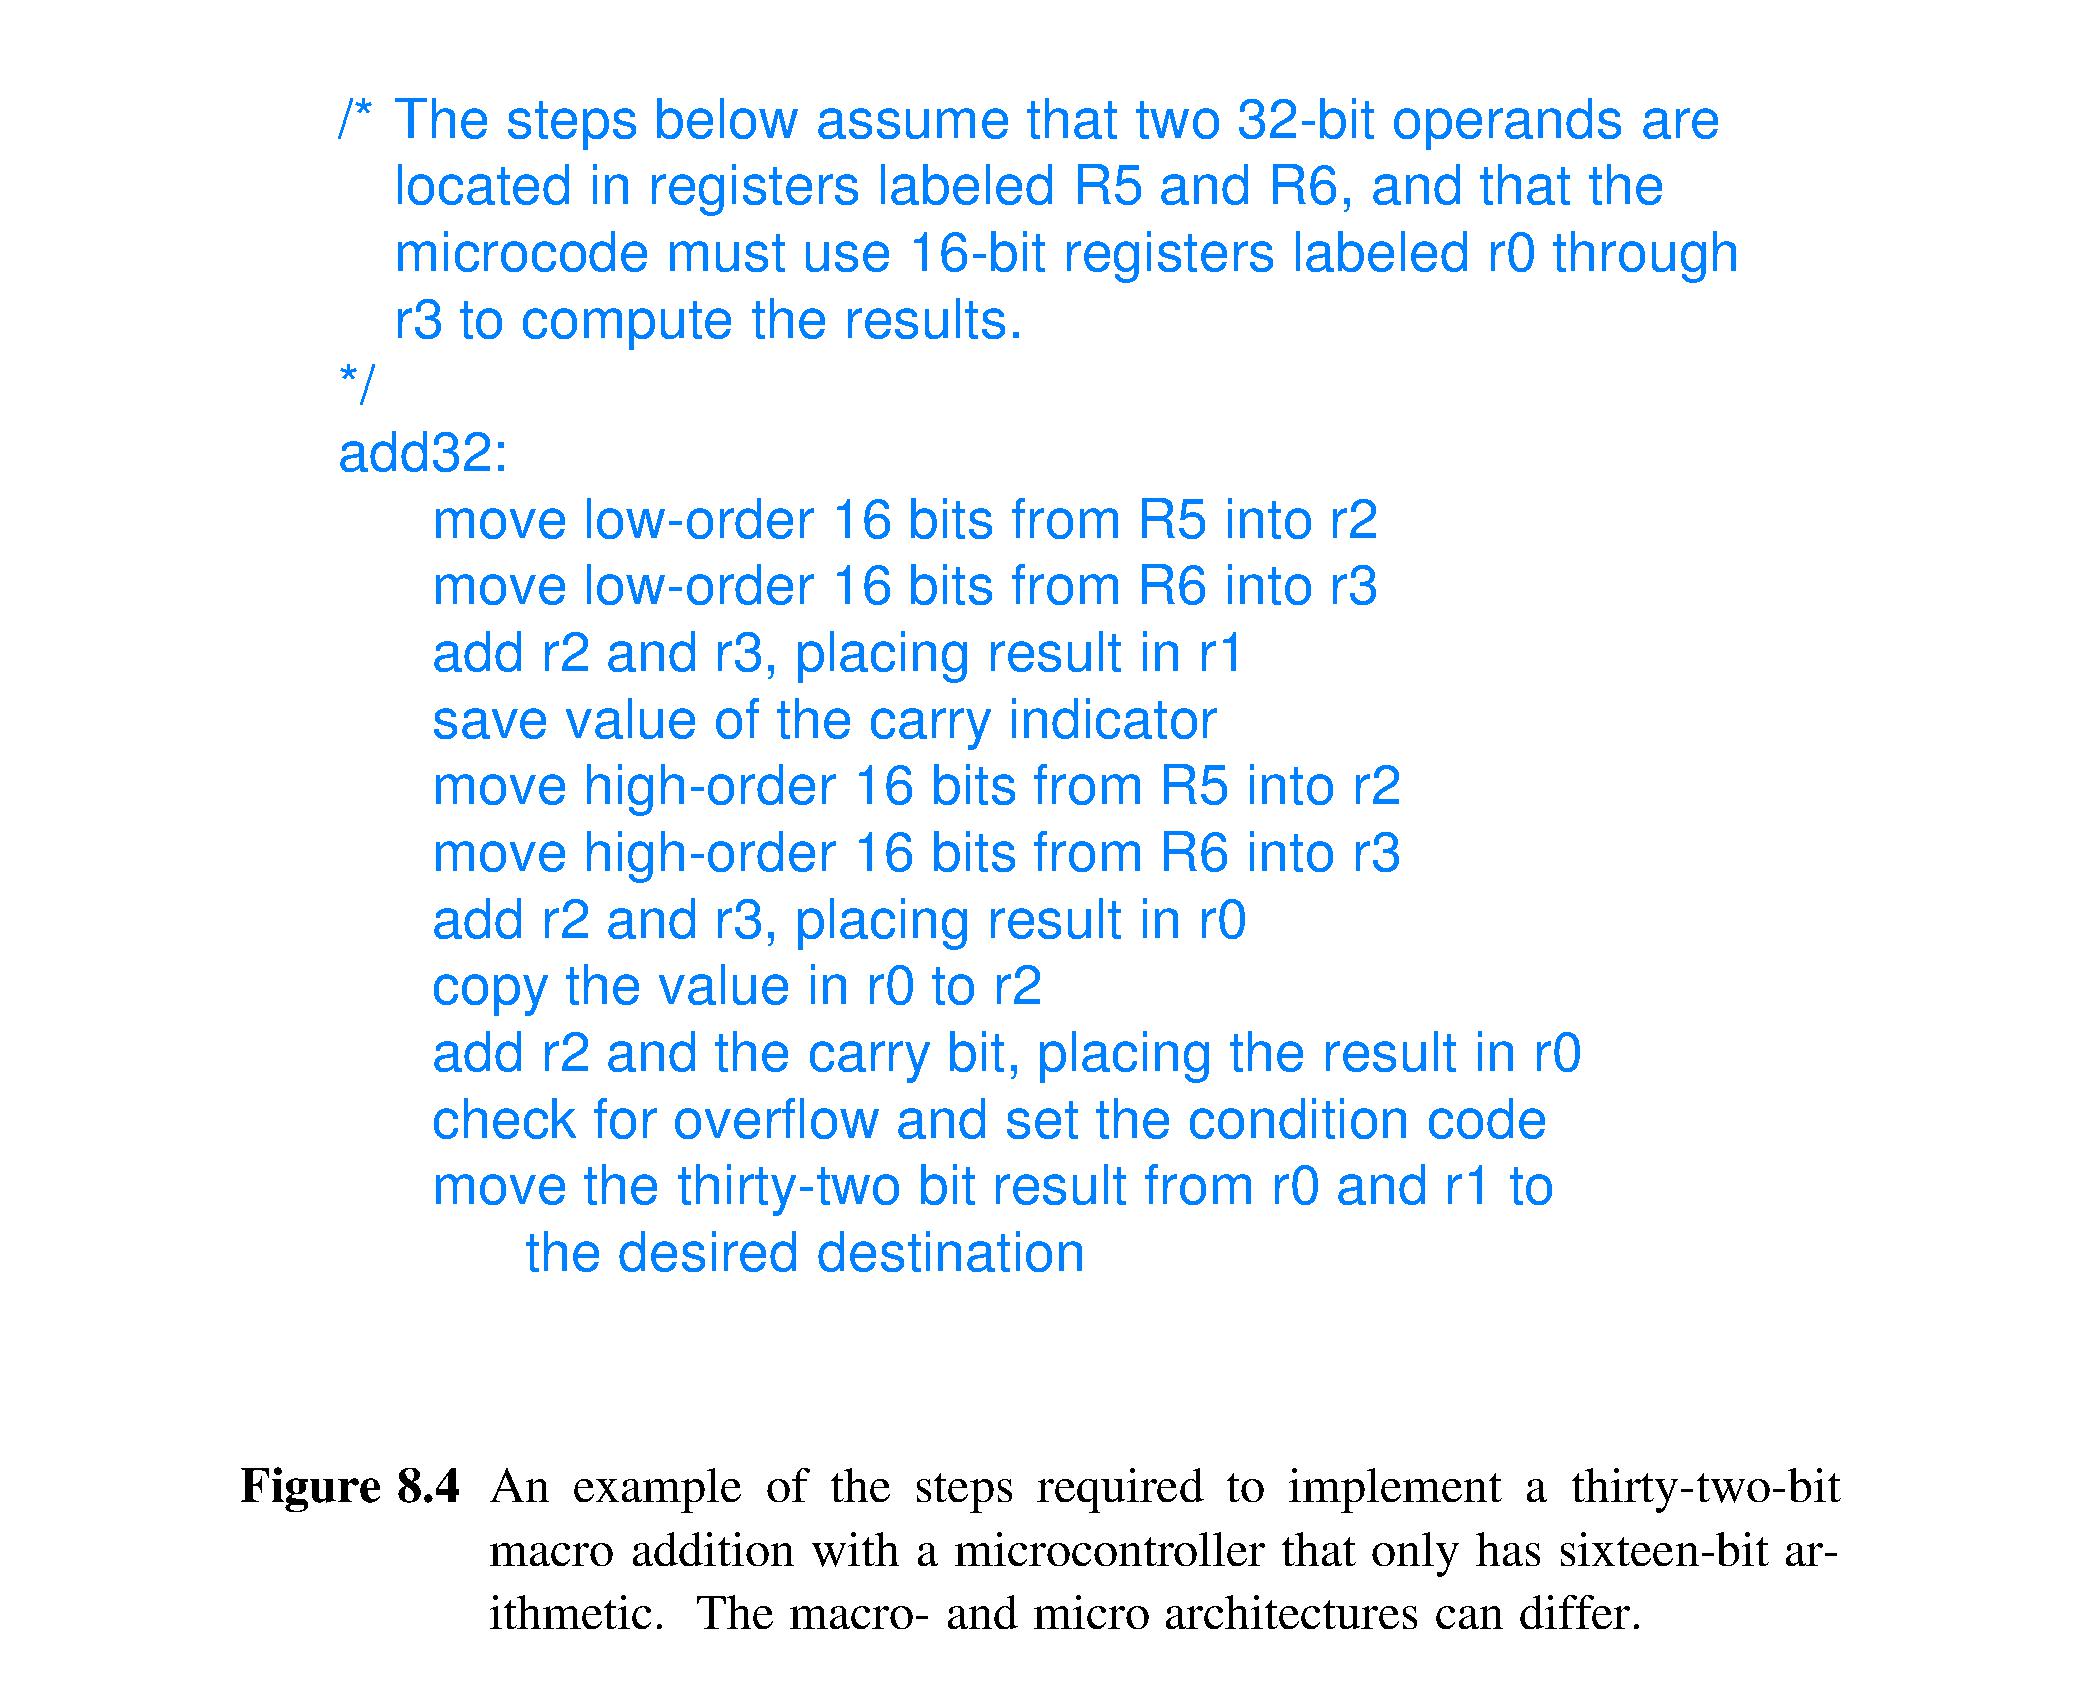 /* The steps below assume that two 32-bit operands are
located in registers labeled R5 and R6, and that the
microcode must use 16-bit registers labeled r0 through
r3 to compute the results.
*/
add32:
move low-order 16 bits from R5 into r2
move low-order 16 bits from R6 into r3
add r2 and r3, placing result in r1
save value of the carry indicator
move high-order 16 bits from R5 into r2
move high-order 16 bits from R6 into r3
add r2 and r3, placing result in r0
copy the value in r0 to r2
add r2 and the carry bit, placing the result in r0
check for overflow and set the condition code
move the thirty-two bit result from r0 and r1 to
the desired destination
Figure 8.4 An example of the steps required to implement a thirty-two-bit
macro addition with a microcontroller that only has sixteen-bit ar-
ithmetic. The macro- and micro architectures can differ.